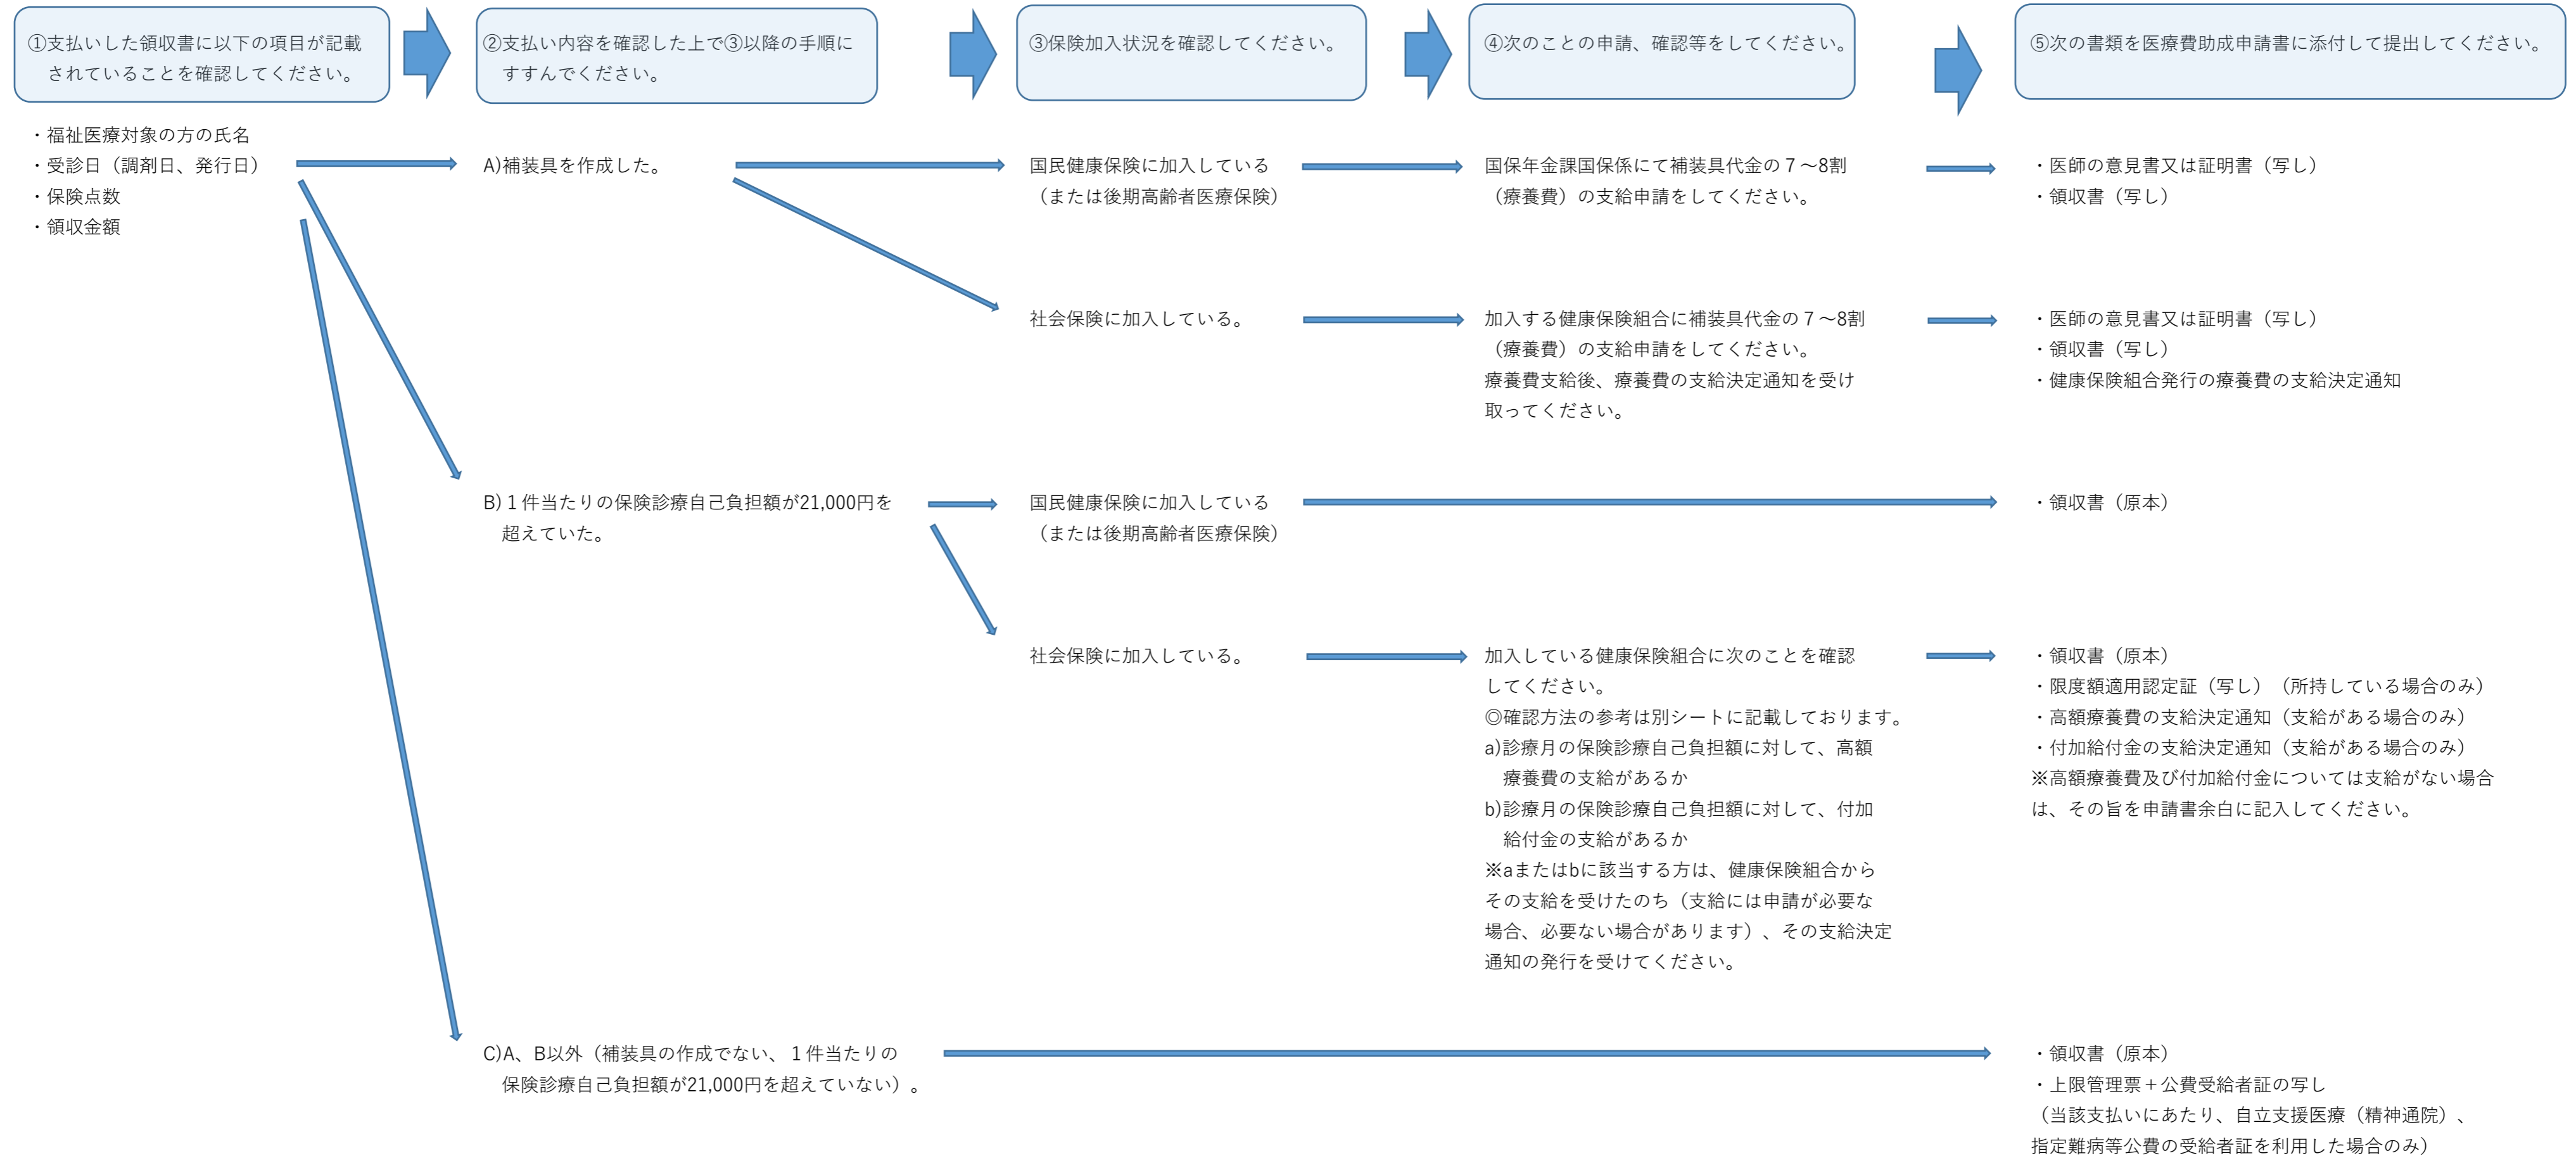 ①支払いした領収書に以下の項目が記載
されていることを確認してください。
②支払い内容を確認した上で③以降の手順に
すすんでください。
③保険加入状況を確認してください。
④次のことの申請、確認等をしてください。
⑤次の書類を医療費助成申請書に添付して提出してください。
・福祉医療対象の方の氏名
・受診日（調剤日、発行日）
・保険点数
・領収金額
A)補装具を作成した。
国民健康保険に加入している
（または後期高齢者医療保険）
国保年金課国保係にて補装具代金の７～8割
（療養費）の支給申請をしてください。
・医師の意見書又は証明書（写し）
・領収書（写し）
社会保険に加入している。
加入する健康保険組合に補装具代金の７～8割
（療養費）の支給申請をしてください。
療養費支給後、療養費の支給決定通知を受け
取ってください。
・医師の意見書又は証明書（写し）
・領収書（写し）
・健康保険組合発行の療養費の支給決定通知
B)１件当たりの保険診療自己負担額が21,000円を
超えていた。
国民健康保険に加入している
（または後期高齢者医療保険）
・領収書（原本）
社会保険に加入している。
加入している健康保険組合に次のことを確認
してください。
◎確認方法の参考は別シートに記載しております。
a)診療月の保険診療自己負担額に対して、高額
療養費の支給があるか
b)診療月の保険診療自己負担額に対して、付加
給付金の支給があるか
※aまたはbに該当する方は、健康保険組合から
その支給を受けたのち（支給には申請が必要な
場合、必要ない場合があります）、その支給決定
通知の発行を受けてください。
・領収書（原本）
・限度額適用認定証（写し）（所持している場合のみ）
・高額療養費の支給決定通知（支給がある場合のみ）
・付加給付金の支給決定通知（支給がある場合のみ）
※高額療養費及び付加給付金については支給がない場合
は、その旨を申請書余白に記入してください。
C)A、B以外（補装具の作成でない、１件当たりの
保険診療自己負担額が21,000円を超えていない）。
・領収書（原本）
・上限管理票＋公費受給者証の写し
（当該支払いにあたり、自立支援医療（精神通院）、
指定難病等公費の受給者証を利用した場合のみ）